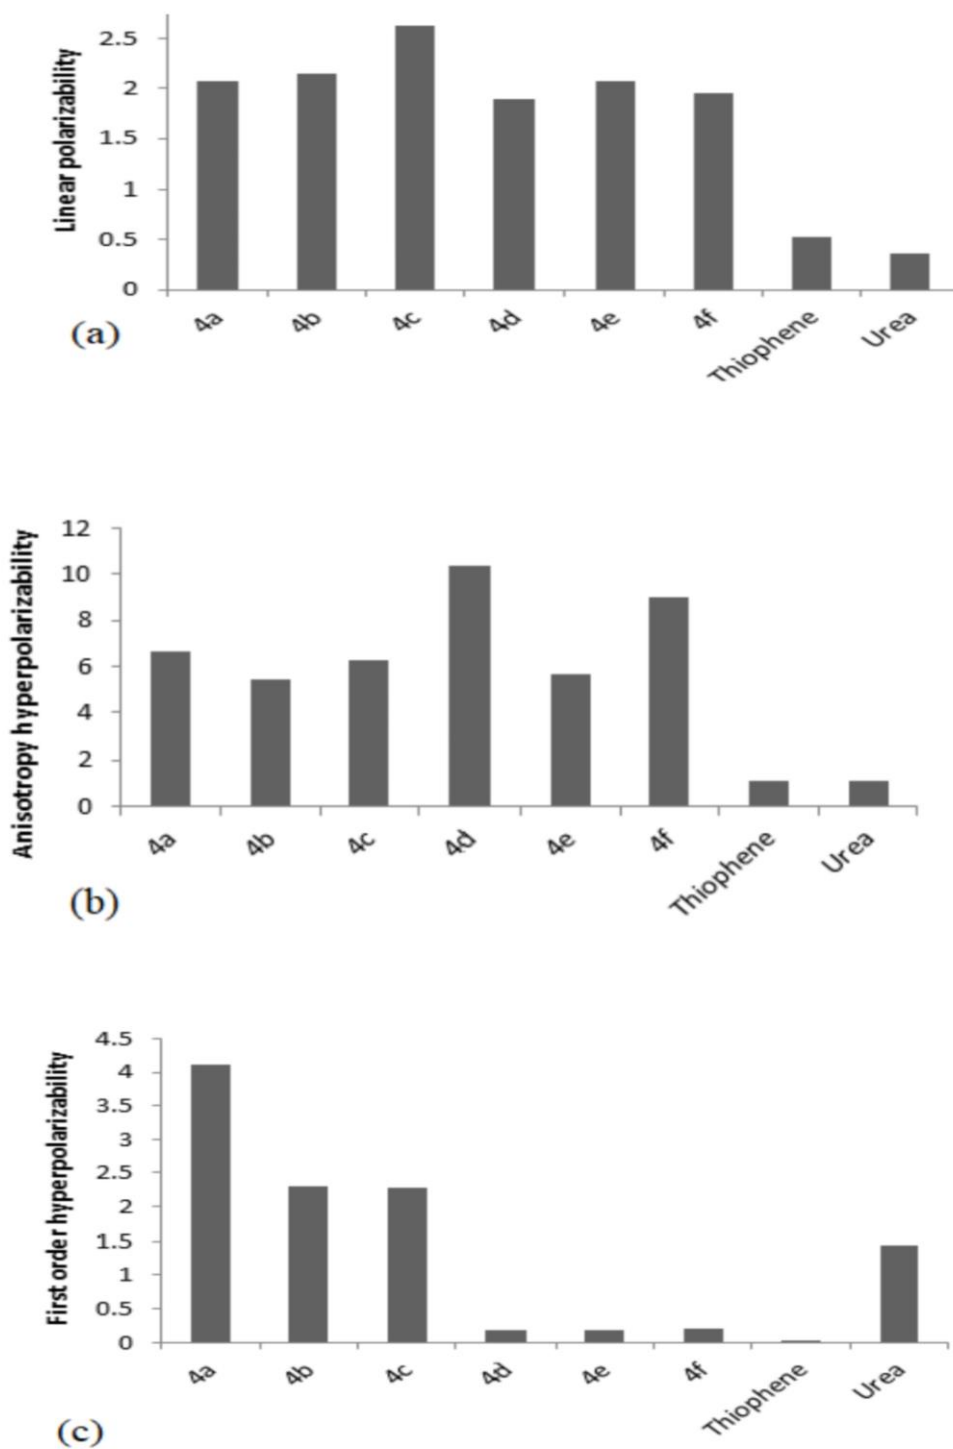 Linear polarizability
2.5
2
1.5
1
0.5
0
4a 4b 4c 4d 4e 4f Thiophene Urea
(a)
Anisotropy hyperpolarizability
12
10
8
6
4
2
0
4a 4b 4c 4d 4e 4f Thiophene Urea
(b)
First order hyperpolarizability
4.5
4
3.5
3
2.5
2
1.5
1
0.5
0
4a 4b 4c 4d 4e 4f Thiophene Urea
(c)